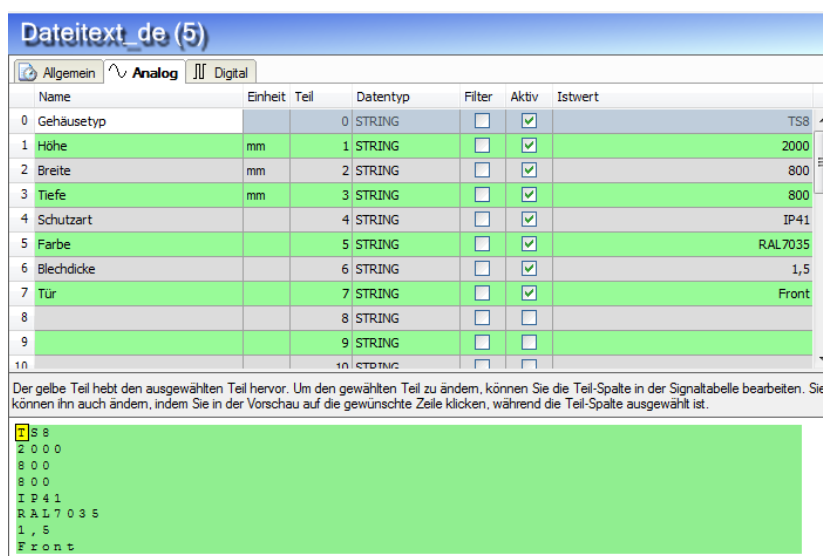 Dateitext_de (5)
Allgemein Analog Digital
Name Einheit Teil Datentyp Filter Aktiv Istwert
0 Gehäusetyp 0 STRING TS8
1 Höhe mm 1 STRING 2000
2 Breite mm 2 STRING 800
3 Tiefe mm 3 STRING 800
4 Schutzart 4 STRING IP41
5 Farbe 5 STRING RAL7035
6 Blechdicke 6 STRING 1,5
7 Tür 7 STRING Front
8 8 STRING
9 9 STRING
10 10 STRING
Der gelbe Teil hebt den ausgewählten Teil hervor. Um den gewählten Teil zu ändern, können Sie die Teil-Spalte in der Signaltabelle bearbeiten. Sie
können ihn auch ändern, indem Sie in der Vorschau auf die gewünschte Zeile klicken, während die Teil-Spalte ausgewählt ist.
TS8
2000
800
800
IP41
RAL7035
1,5
Front